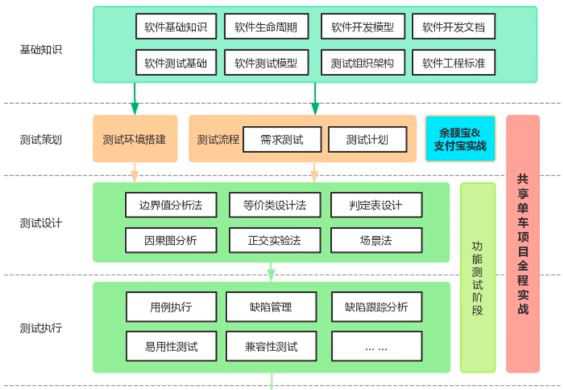 基础知识
软件基础知识
软件生命周期
软件开发模型
软件开发文档
软件测试基础
软件测试模型
测试组织架构
软件工程标准
测试策划
测试环境搭建
测试流程
需求测试
测试计划
余额宝&
支付宝实战
共享单车项目全程实战
测试设计
边界值分析法
等价类设计法
判定表设计
因果图分析
正交实验法
场景法
功能测试阶段
测试执行
用例执行
缺陷管理
缺陷跟踪分析
易用性测试
兼容性测试
... ...